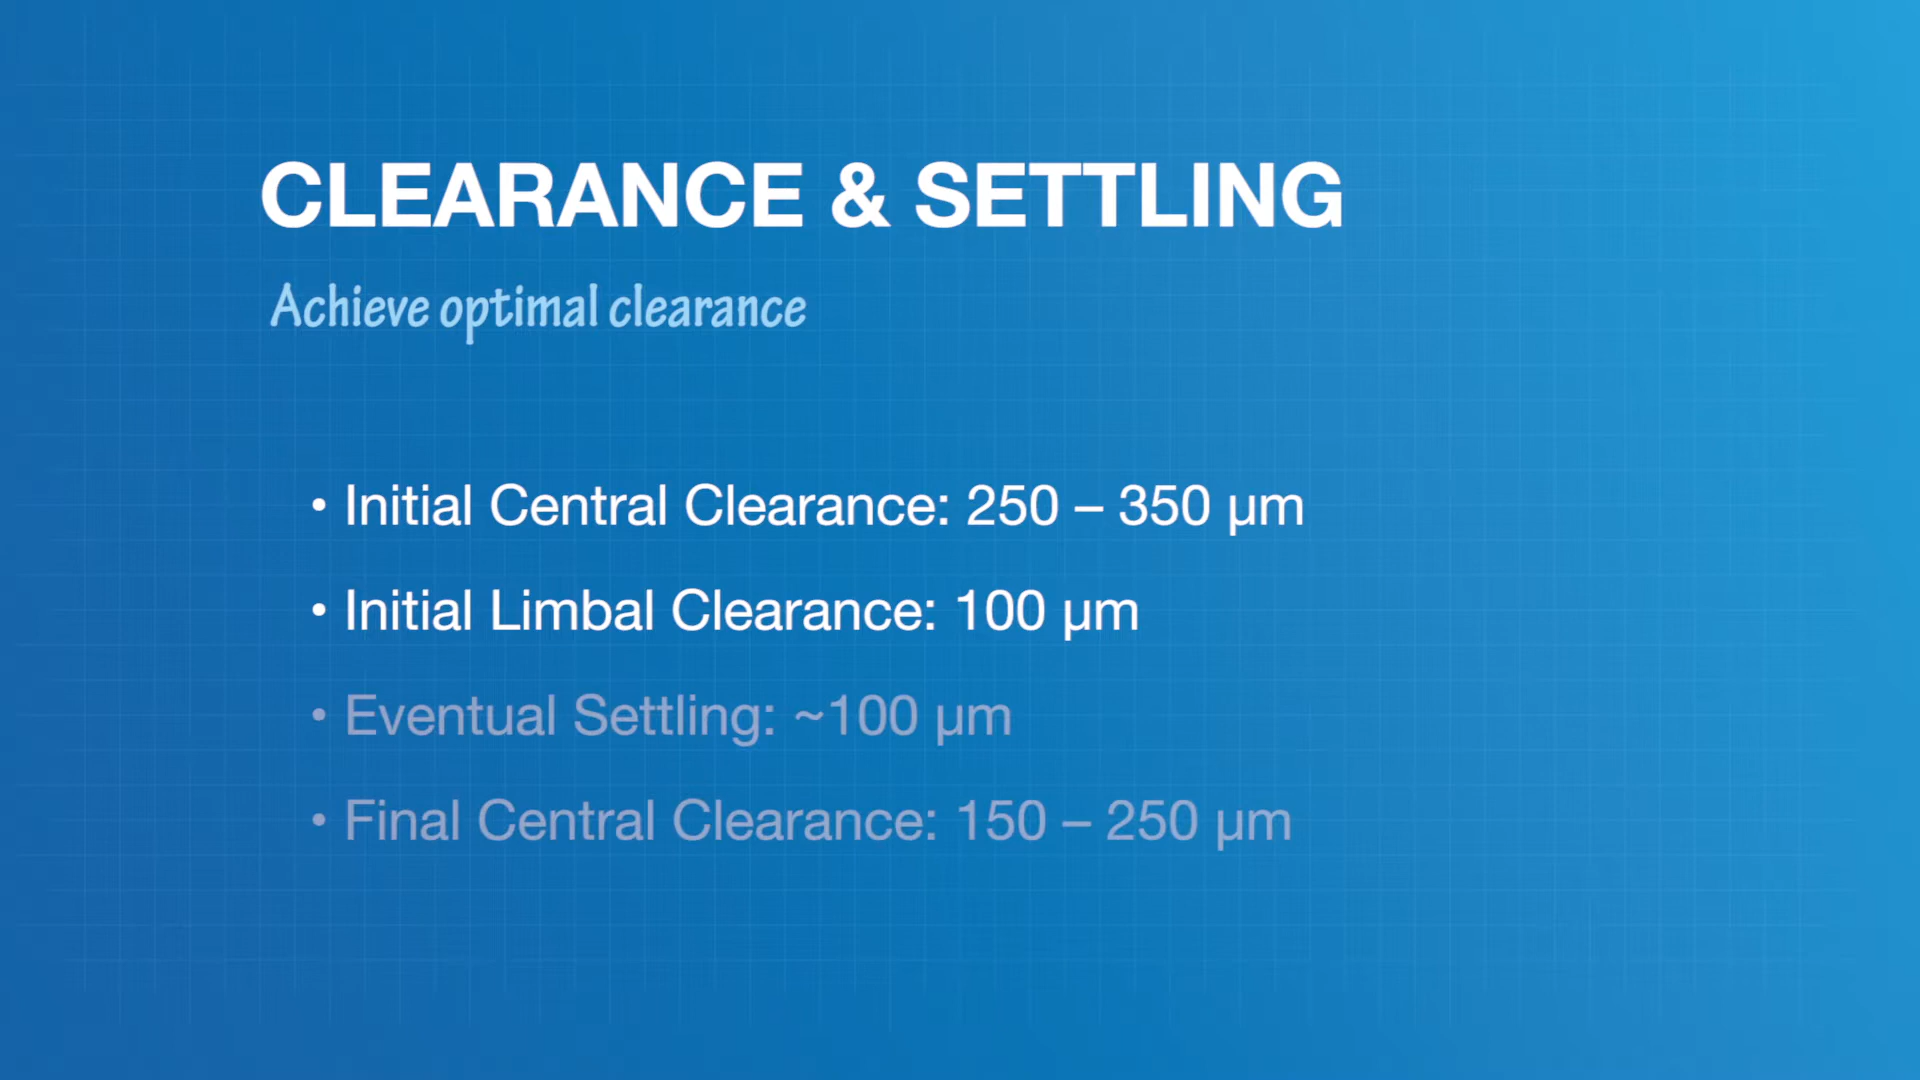 CLEARANCE & SETTLING
Achieve optimal clearance
• Initial Central Clearance: 250 – 350 µm
• Initial Limbal Clearance: 100 µm
• Eventual Settling: ~100 µm
• Final Central Clearance: 150 – 250 µm